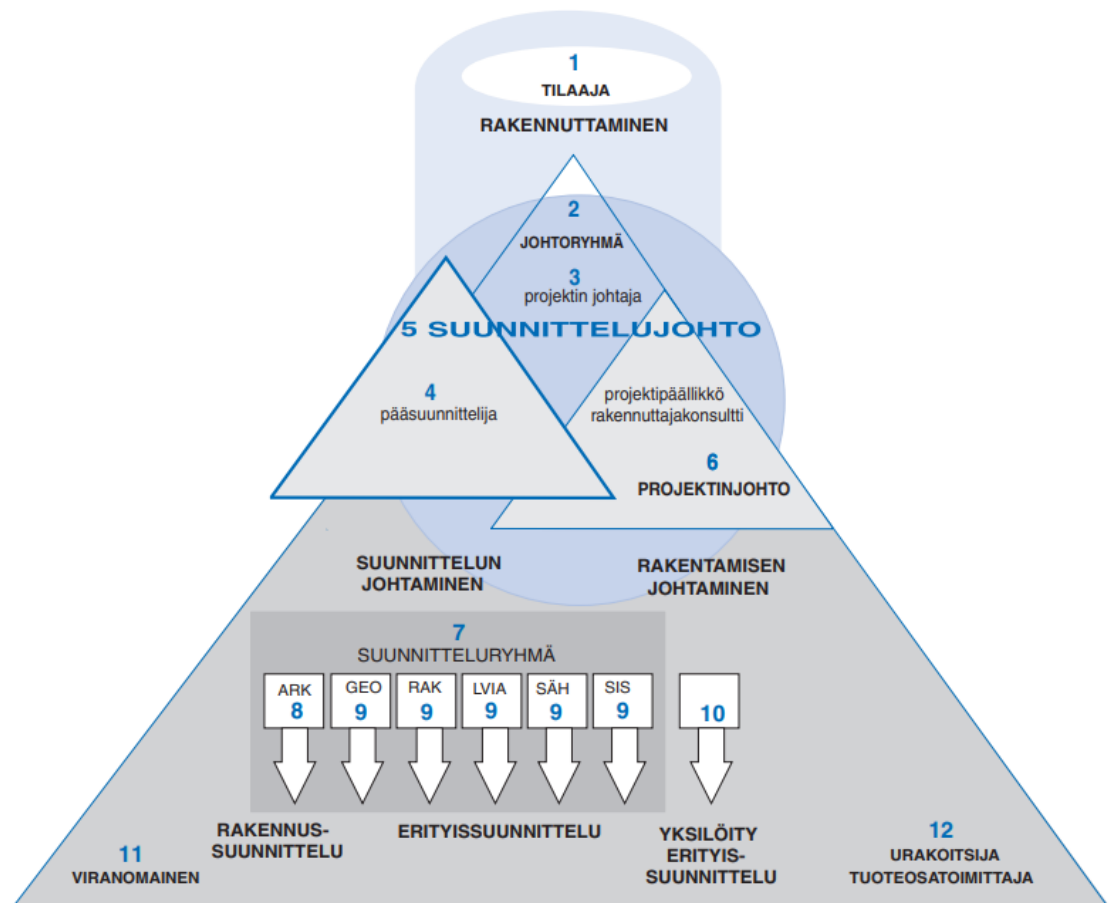 1
TILAAJA
RAKENNUTTAMINEN
2
JOHTORYHMÄ
3
projektin johtaja
5 SUUNNITTELUJOHTO
4
pääsuunnittelija
projektipäällikkö
rakennuttajakonsultti
6
PROJEKTINJOHTO
SUUNNITTELUN
JOHTAMINEN
RAKENTAMISEN
JOHTAMINEN
7
SUUNNITTELURYHMÄ
ARK
8
GEO
9
RAK
9
LVIA
9
SÄH
9
SIS
9
10
RAKENNUS-
SUUNNITTELU
ERITYISSUUNNITTELU
YKSILÖITY
ERITYIS-
SUUNNITTELU
11
VIRANOMAINEN
12
URAKOITSIJA
TUOTEOSATOIMITTAJA